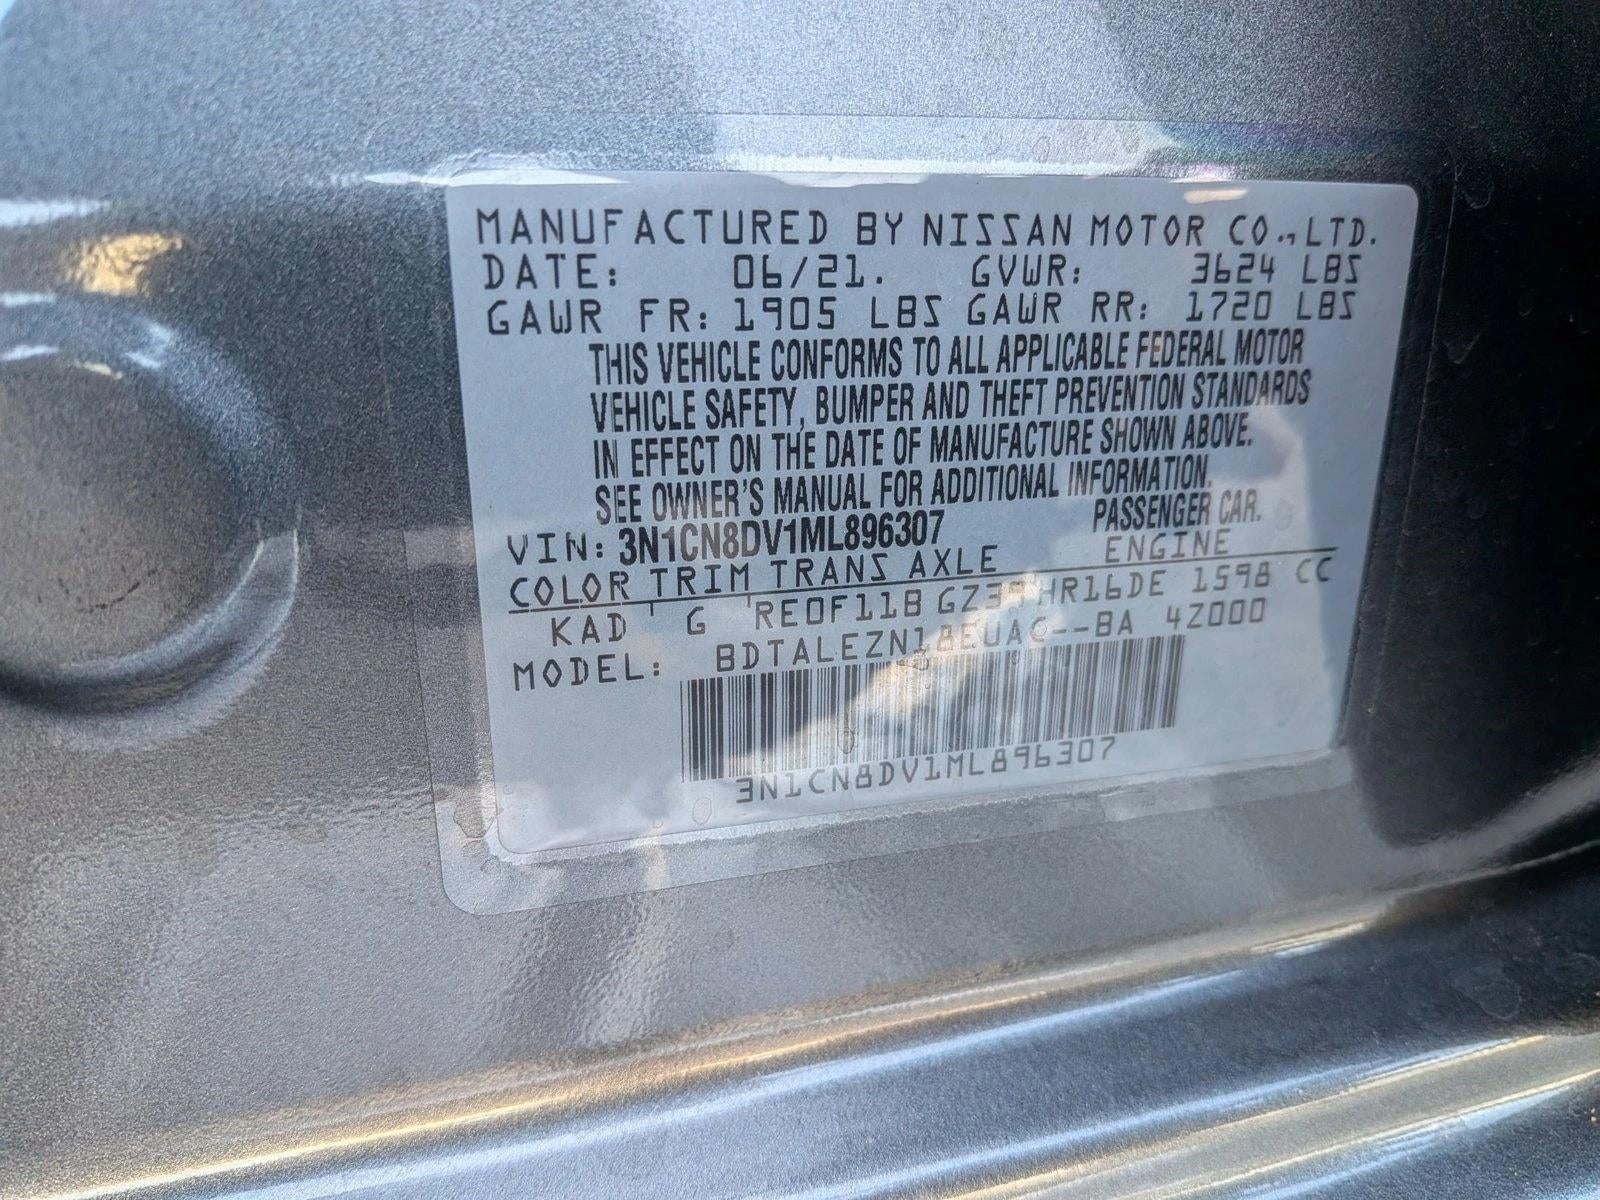 MANUFACTURED BY NISSAN MOTOR CO., LTD.
DATE: 06/21. GVWR: 3624 LBS
GAWR FR: 1905 LBS GAWR RR: 1720 LBS
THIS VEHICLE CONFORMS TO ALL APPLICABLE FEDERAL MOTOR
VEHICLE SAFETY, BUMPER AND THEFT PREVENTION STANDARDS
IN EFFECT ON THE DATE OF MANUFACTURE SHOWN ABOVE.
SEE OWNER'S MANUAL FOR ADDITIONAL INFORMATION.
VIN: 3N1CN8DV1ML896307 PASSENGER CAR.
COLOR TRIM TRANS AXLE ENGINE
KAD G RE0F11B GZ39 HR16DE 1598 CC
MODEL: BDTALEZN18EUAC--BA 4Z000
3N1CN8DV1ML896307